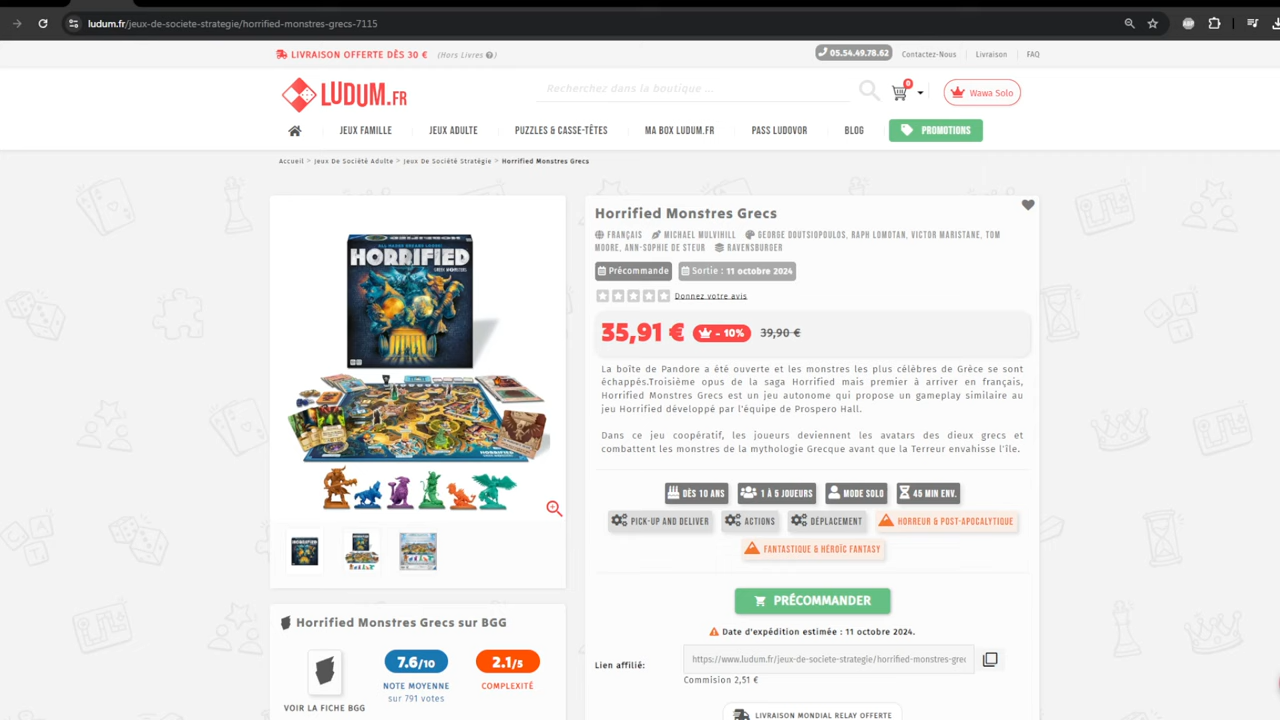 ludum.fr/jeux-de-societe-strategie/horrified-monstres-grecs-7115
LIVRAISON OFFERTE DÈS 30 € (Hors Livres)
05.54.49.78.62 Contactez-Nous Livraison FAQ
LUDUM.FR
Recherchez dans la boutique ...
0
Wawa Solo
JEUX FAMILLE JEUX ADULTE PUZZLES & CASSE-TÊTES MA BOX LUDUM.FR PASS LUDOVOR BLOG PROMOTIONS
Accueil > Jeux De Société Adulte > Jeux De Société Stratégie > Horrified Monstres Grecs
HORRIFIED
GREEK MONSTERS
HORRIFIED
Horrified Monstres Grecs
FRANÇAIS MICHAEL MULVIHILL GEORGE DOUTSIOPOULOS, RAPH LOMOTAN, VICTOR MARISTANE, TOM
MOORE, ANN-SOPHIE DE STEUR RAVENSBURGER
Précommande Sortie : 11 octobre 2024
Donnez votre avis
35,91 € - 10% 39,90 €
La boîte de Pandore a été ouverte et les monstres les plus célèbres de Grèce se sont
échappés.Troisième opus de la saga Horrified mais premier à arriver en français,
Horrified Monstres Grecs est un jeu autonome qui propose un gameplay similaire au
jeu Horrified développé par l'équipe de Prospero Hall.
Dans ce jeu coopératif, les joueurs deviennent les avatars des dieux grecs et
combattent les monstres de la mythologie Grecque avant que la Terreur envahisse l'île.
DÈS 10 ANS 1 À 5 JOUEURS MODE SOLO 45 MIN ENV.
PICK-UP AND DELIVER ACTIONS DÉPLACEMENT HORREUR & POST-APOCALYPTIQUE
FANTASTIQUE & HÉROÏC FANTASY
PRÉCOMMANDER
Date d'expédition estimée : 11 octobre 2024.
Lien affilié: https://www.ludum.fr/jeux-de-societe-strategie/horrified-monstres-grec
Commision 2,51 €
LIVRAISON MONDIAL RELAY OFFERTE
Horrified Monstres Grecs sur BGG
7.6/10 2.1/5
NOTE MOYENNE COMPLEXITÉ
sur 791 votes
VOIR LA FICHE BGG